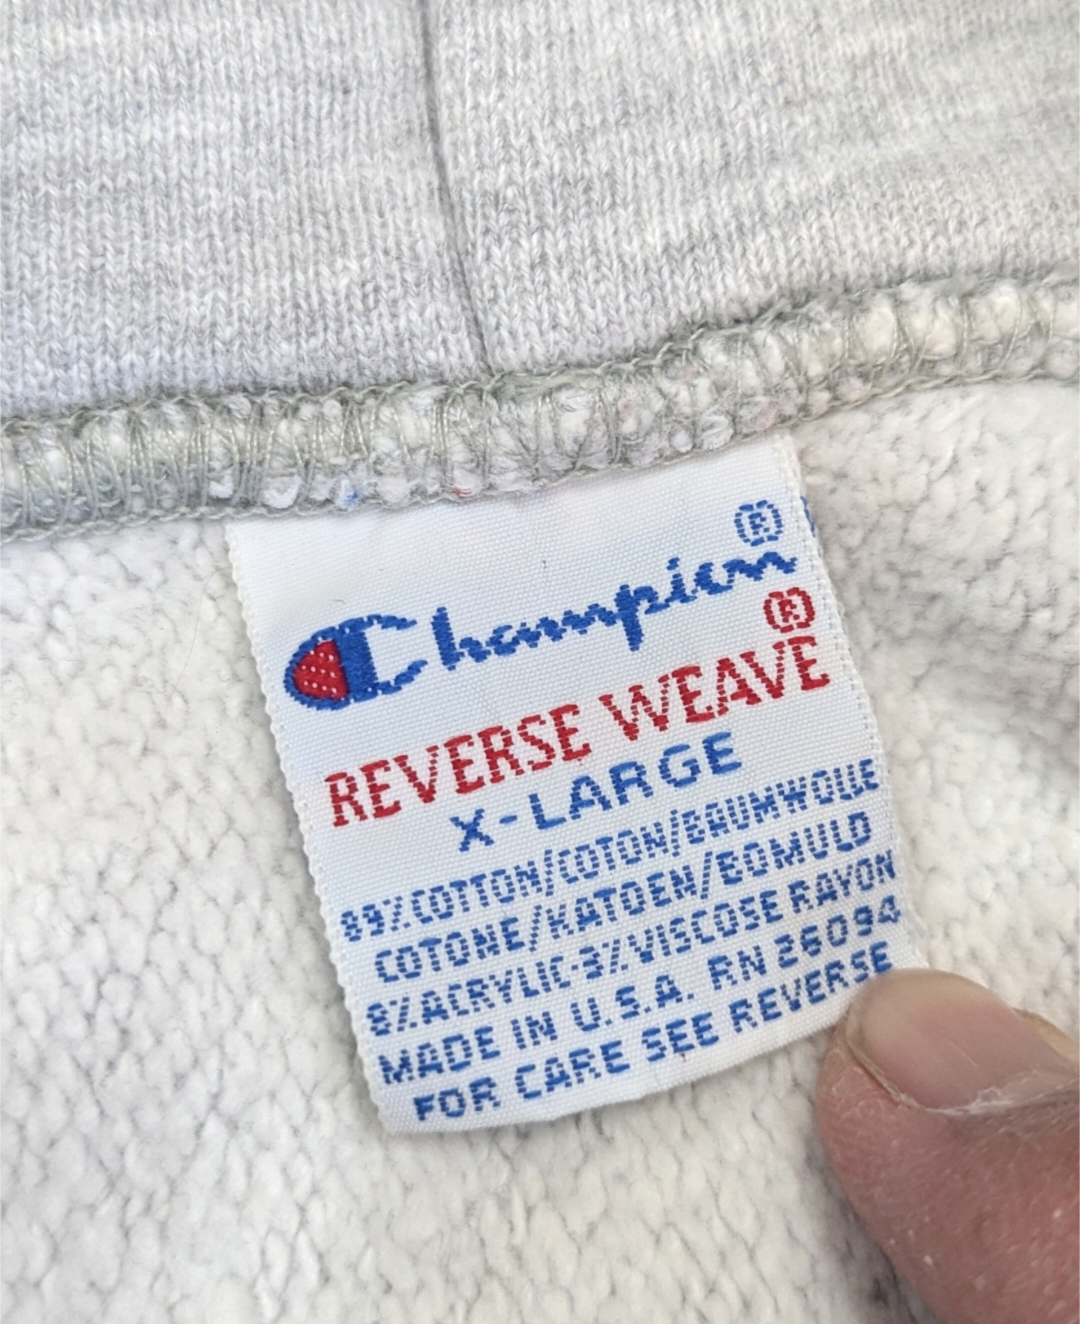 Champion®
REVERSE WEAVE®
X-LARGE
89% COTTON/COTON/BAUMWOLLE
COTONE/KATOEN/BOMULD
8% ACRYLIC-3% VISCOSE RAYON
MADE IN U.S.A. RN 26094
FOR CARE SEE REVERSE